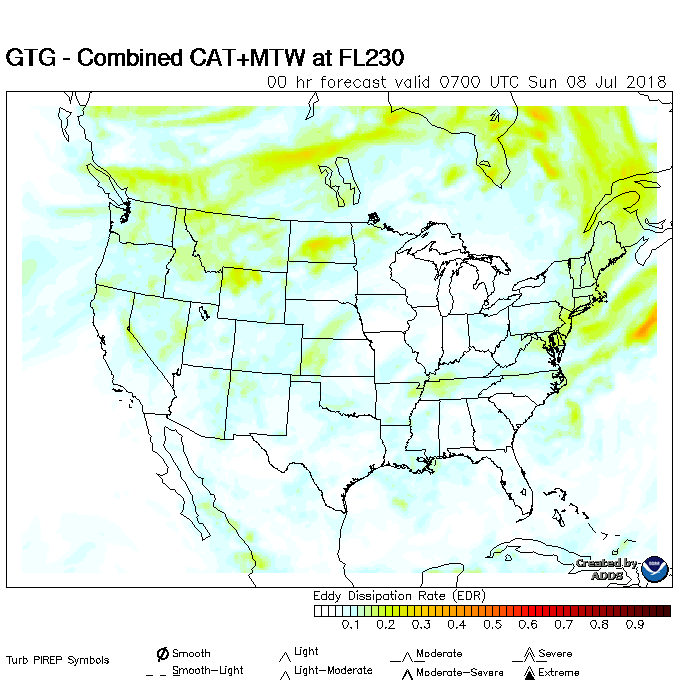 GTG - Combined CAT+MTW at FL230
00 hr forecast valid 0700 UTC Sun 08 Jul 2018
Created by
ADDS
Eddy Dissipation Rate (EDR)
0.1 0.2 0.3 0.4 0.5 0.6 0.7 0.8 0.9
Turb PIREP Symbols
Smooth Light Moderate Severe
Smooth-Light Light-Moderate Moderate-Severe Extreme